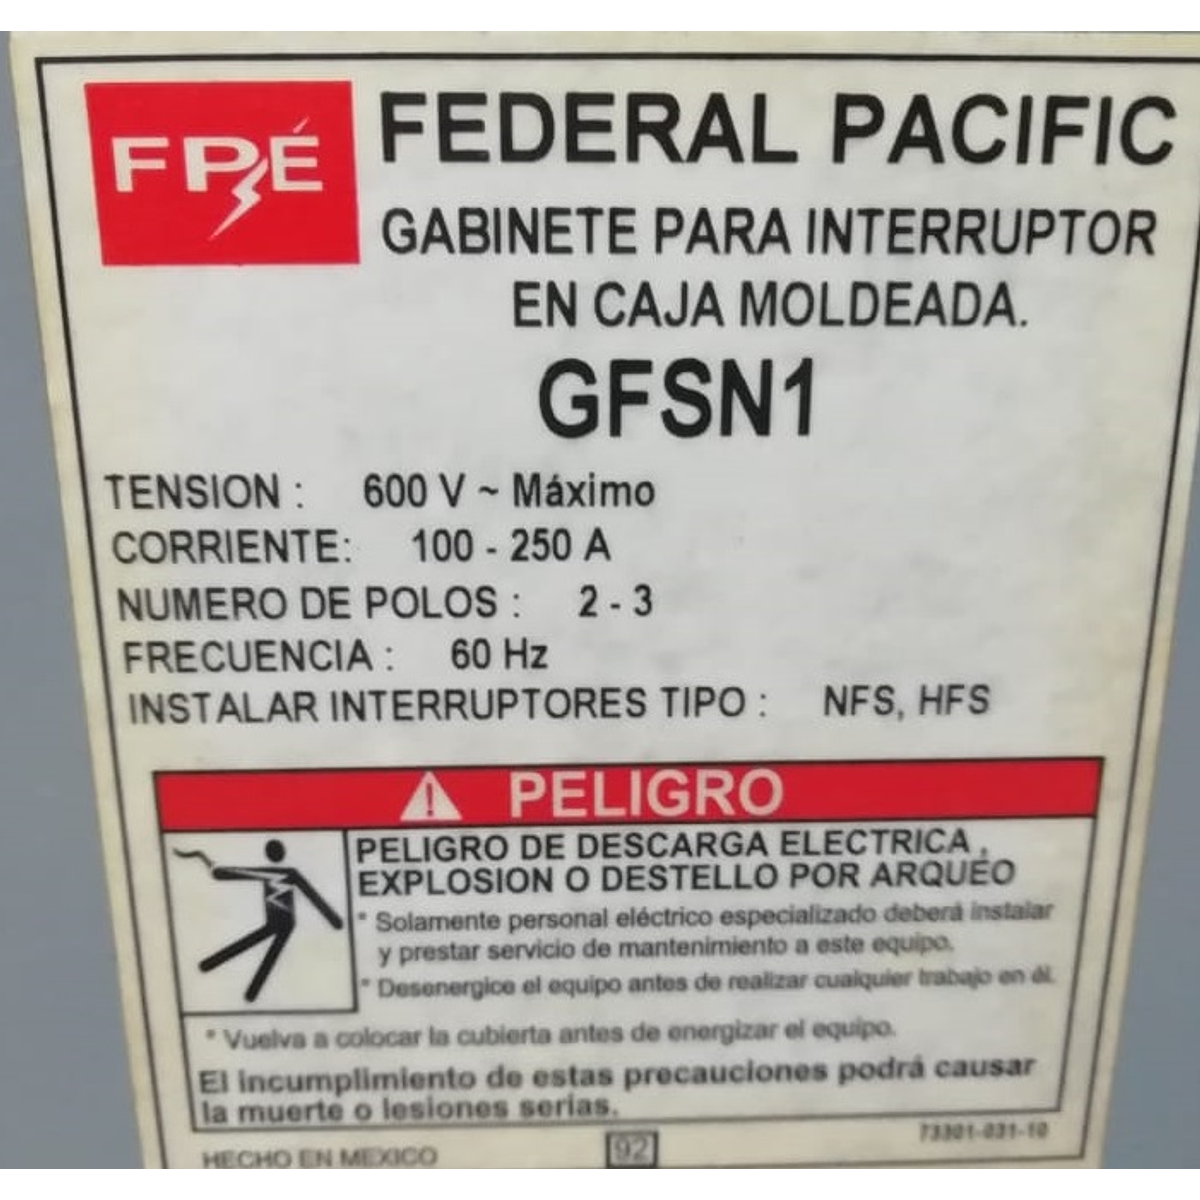 FPÉ
FEDERAL PACIFIC
GABINETE PARA INTERRUPTOR
EN CAJA MOLDEADA.
GFSN1
TENSION : 600 V ~ Máximo
CORRIENTE: 100 - 250 A
NUMERO DE POLOS : 2 - 3
FRECUENCIA : 60 Hz
INSTALAR INTERRUPTORES TIPO : NFS, HFS
PELIGRO
PELIGRO DE DESCARGA ELECTRICA,
EXPLOSION O DESTELLO POR ARQUEO
* Solamente personal eléctrico especializado deberá instalar
y prestar servicio de mantenimiento a este equipo.
* Desenergice el equipo antes de realizar cualquier trabajo en él.
* Vuelva a colocar la cubierta antes de energizar el equipo.
El incumplimiento de estas precauciones podrá causar
la muerte o lesiones serias.
73301-031-10
HECHO EN MEXICO 92